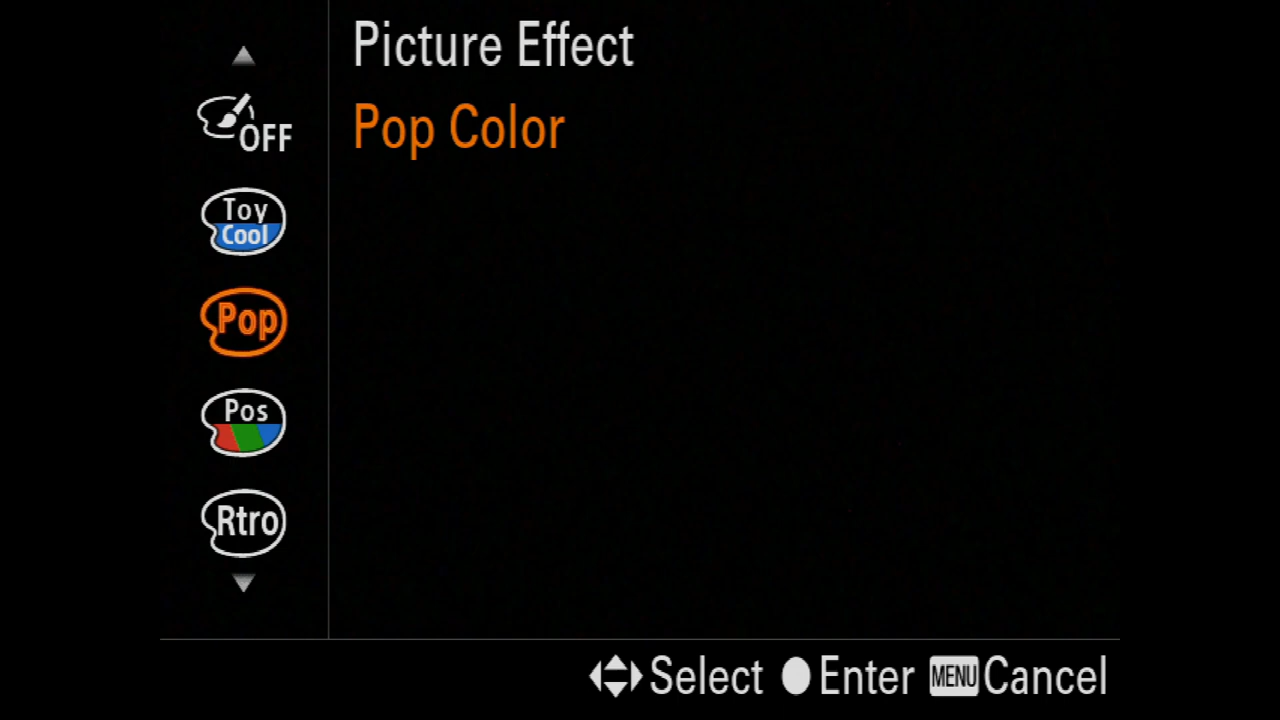 Picture Effect
Pop Color
OFF
Toy
Cool
Pop
Pos
Rtro
Select Enter MENU Cancel